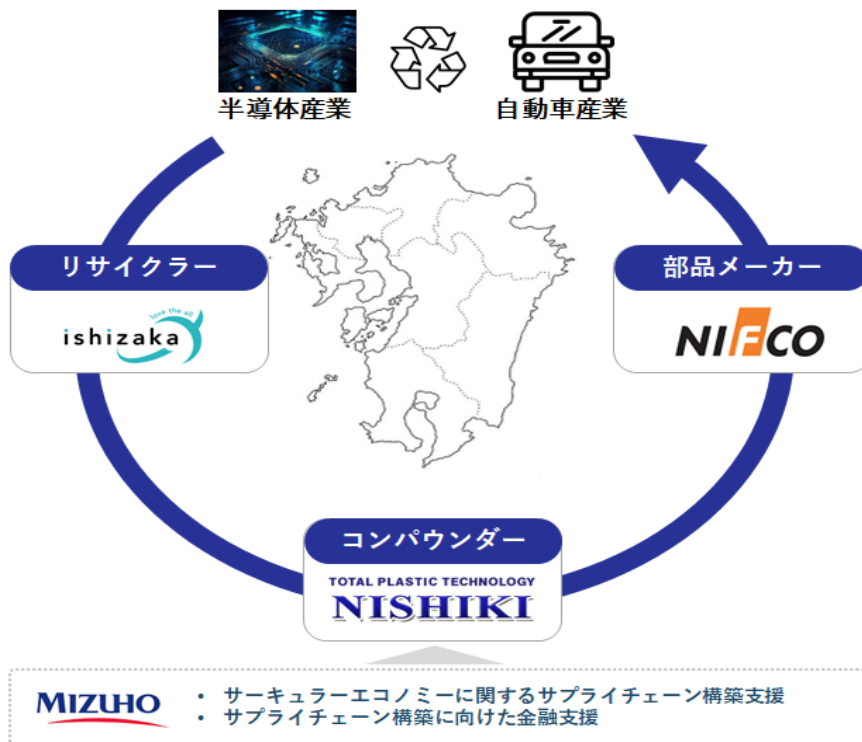 半導体産業
自動車産業
リサイクラー
love the all
ishizaka
部品メーカー
NIFCO
コンパウンダー
TOTAL PLASTIC TECHNOLOGY
NISHIKI
MIZUHO
• サーキュラーエコノミーに関するサプライチェーン構築支援
• サプライチェーン構築に向けた金融支援